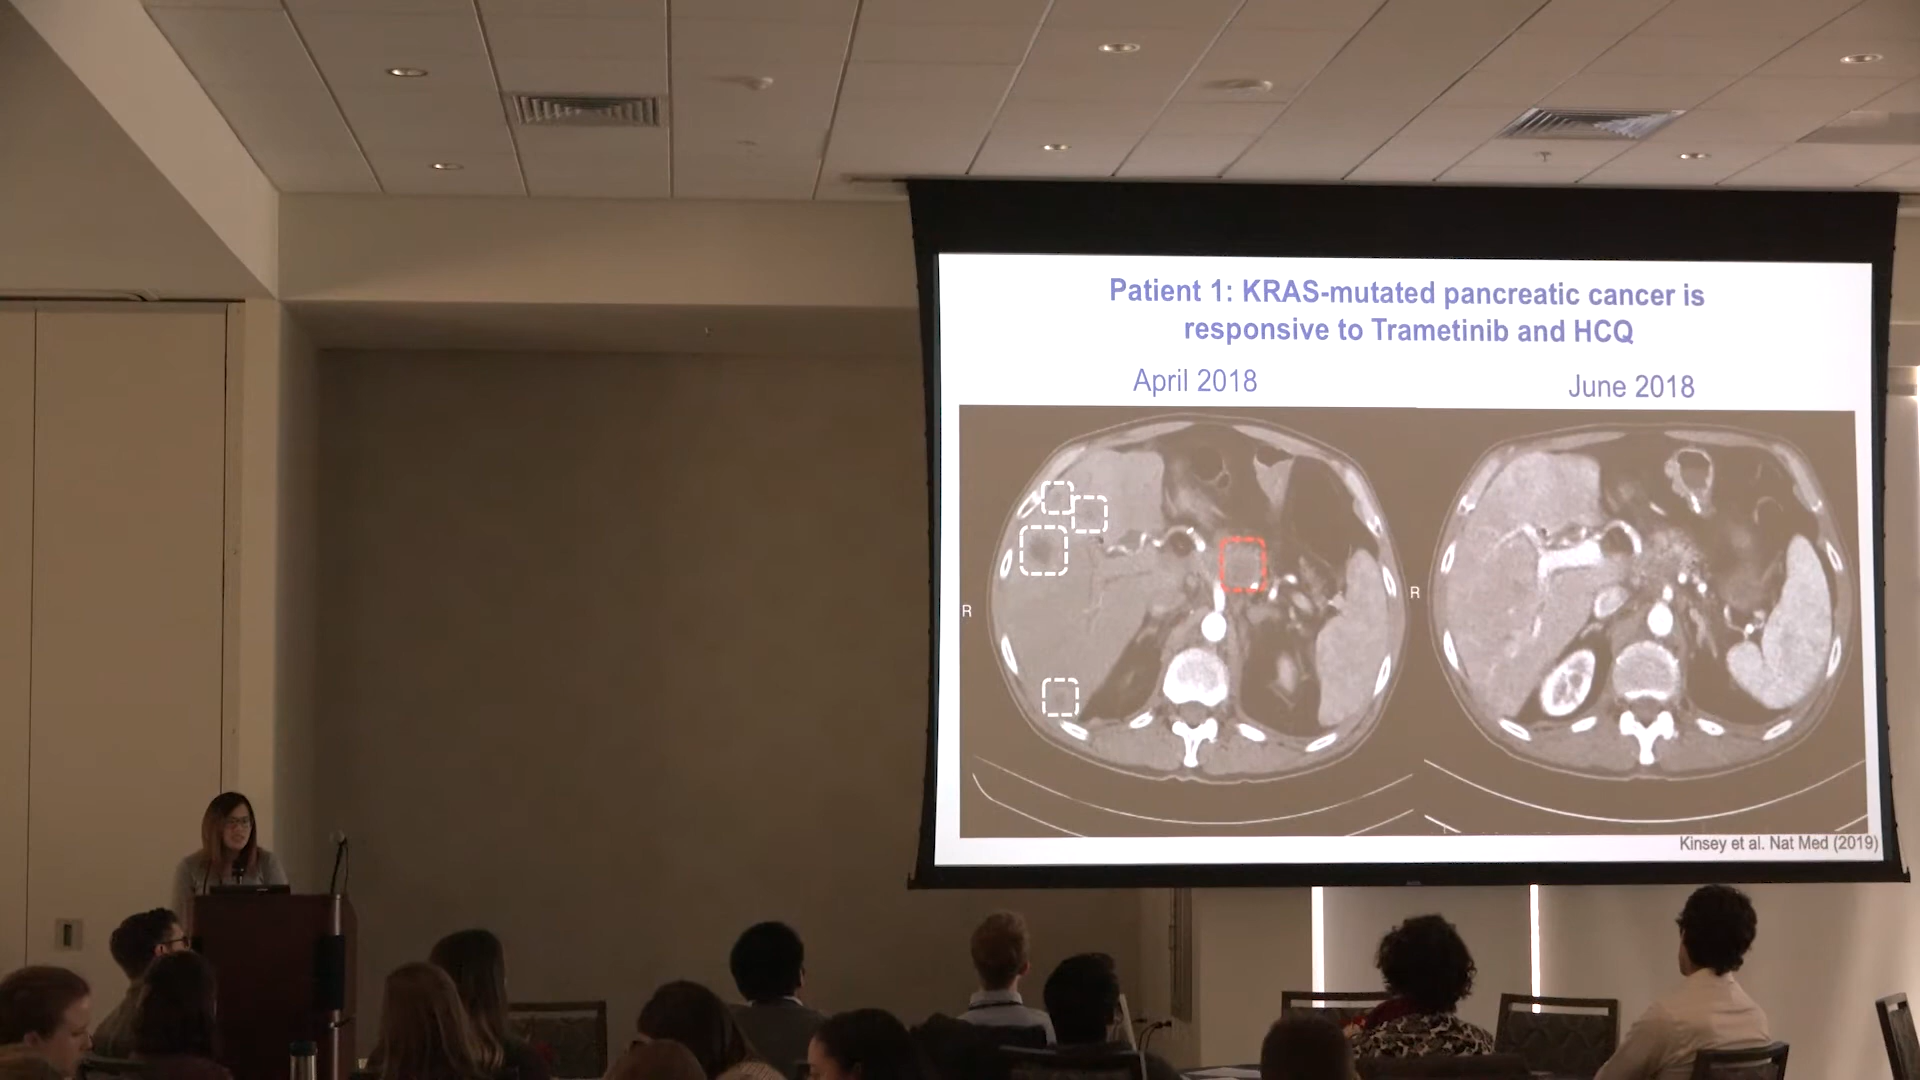 Patient 1: KRAS-mutated pancreatic cancer is
responsive to Trametinib and HCQ
April 2018
June 2018
R
R
Kinsey et al. Nat Med (2019)